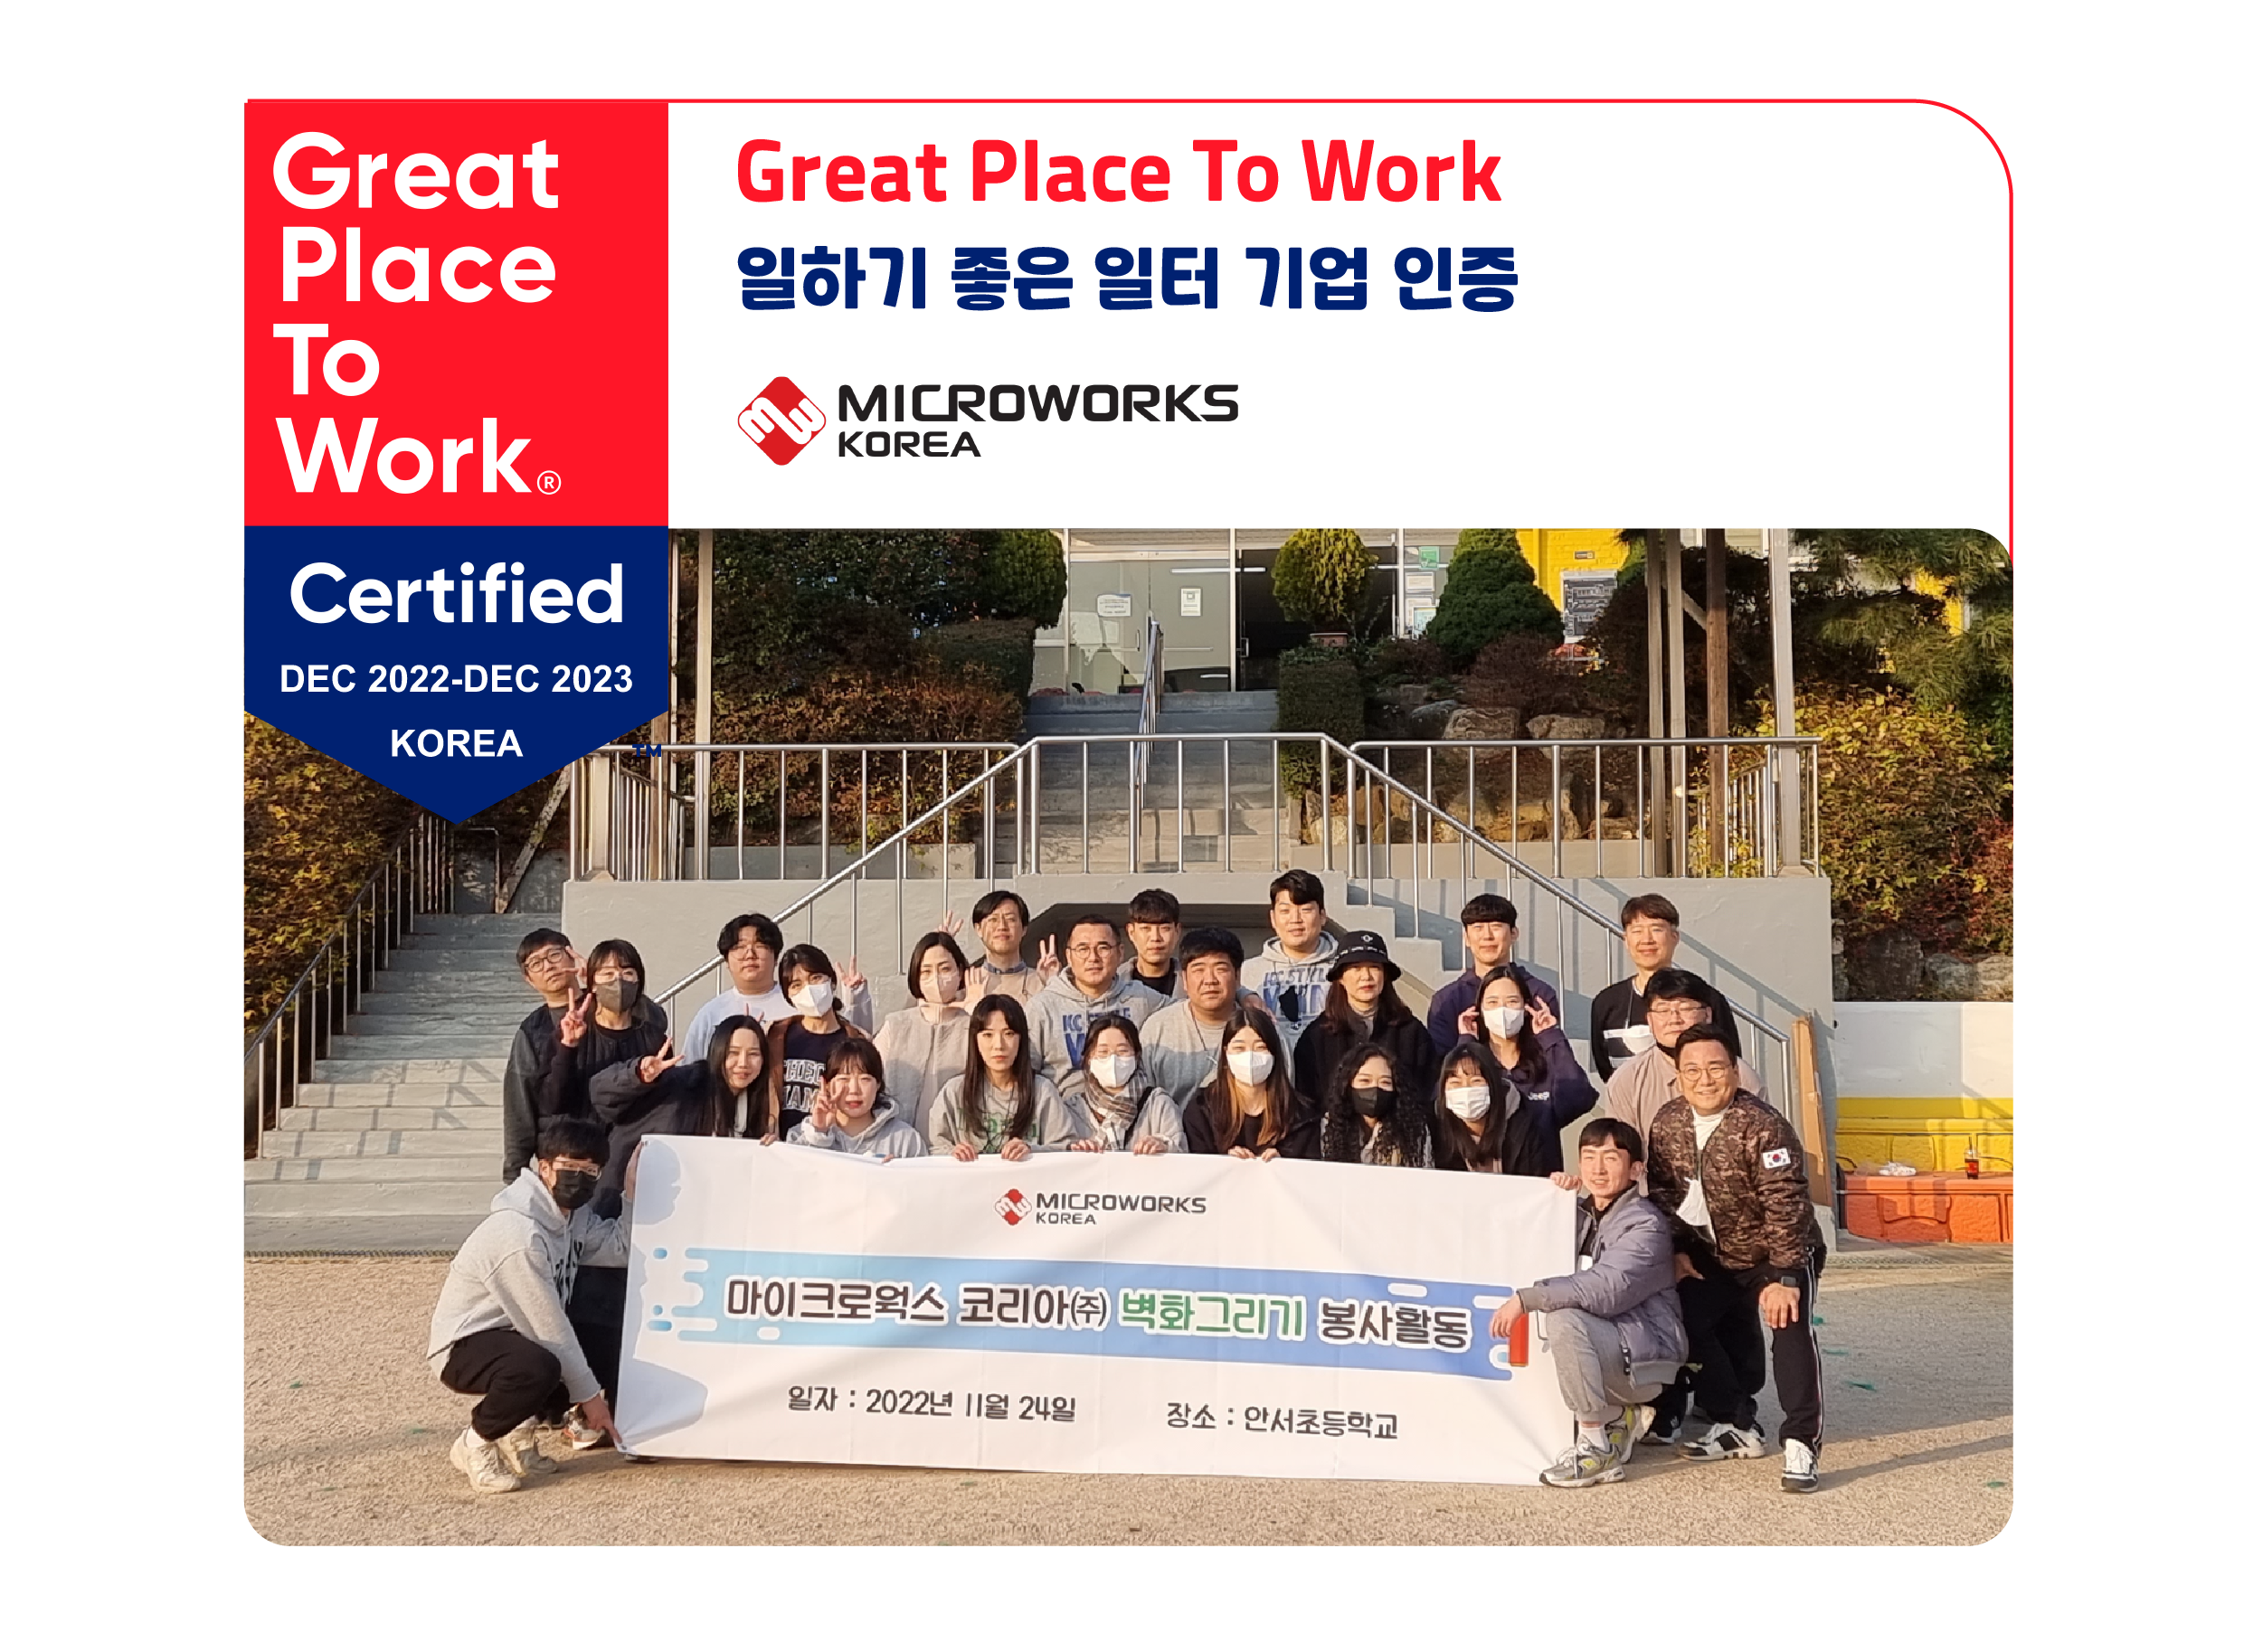 Great
Place
To
Work®
Certified
DEC 2022-DEC 2023
KOREA
TM
Great Place To Work
일하기 좋은 일터 기업 인증
MICROWORKS
KOREA
MICROWORKS
KOREA
마이크로웍스 코리아㈜ 벽화그리기 봉사활동
일자 : 2022년 11월 24일
장소 : 안서초등학교